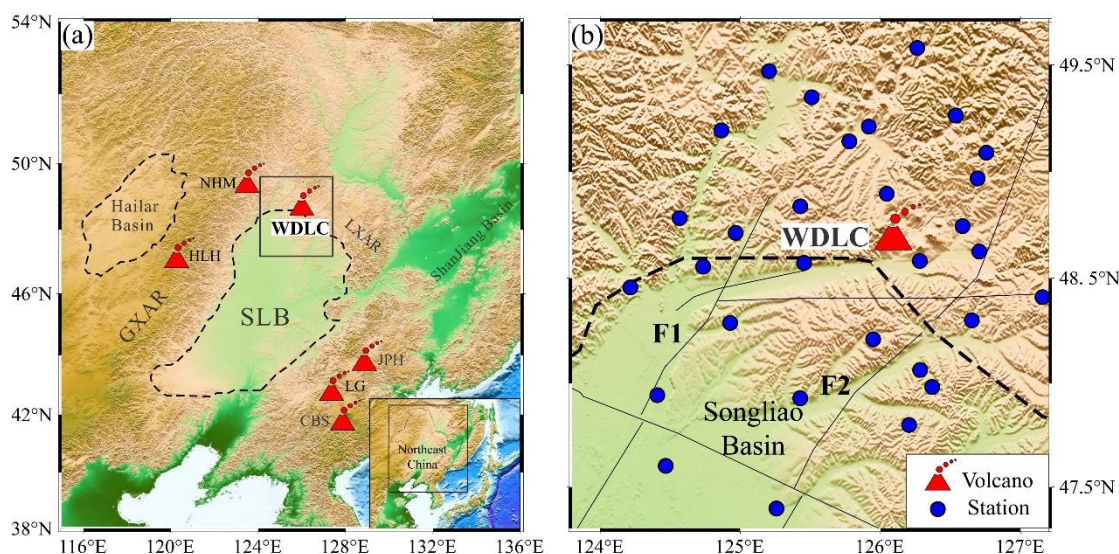 (a)
54°N
50°N
46°N
42°N
38°N
116°E
120°E
124°E
128°E
132°E
136°E
Hailar
Basin
NHM
WDLC
LXAR
ShanJiang Basin
HLH
GXAR
SLB
JPH
LG
CBS
Northeast
China
(b)
49.5°N
48.5°N
47.5°N
124°E
125°E
126°E
127°E
WDLC
F1
F2
Songliao
Basin
Volcano
Station